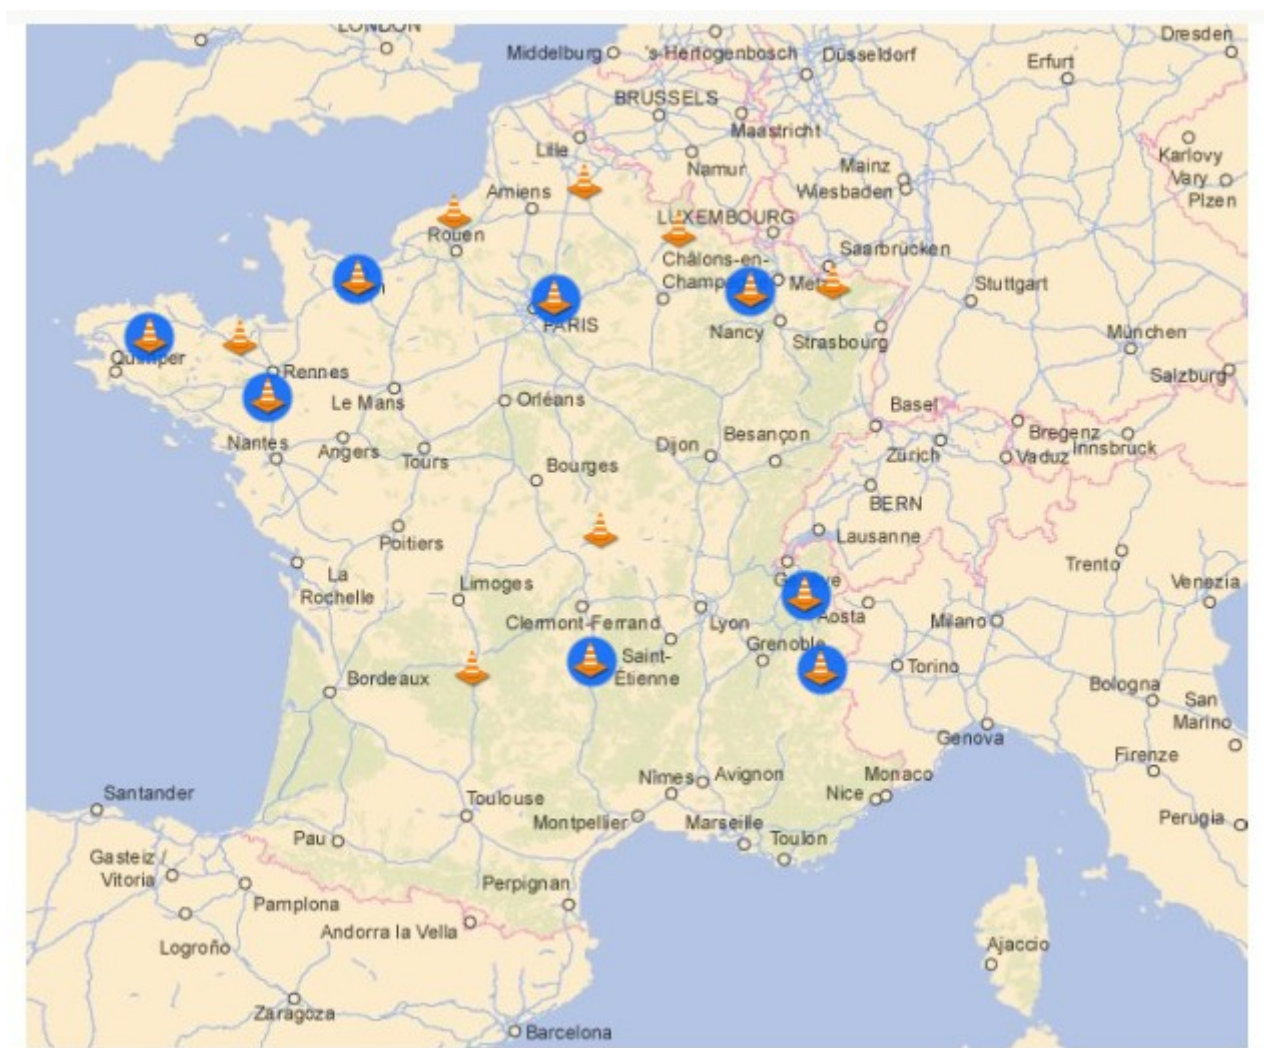 LONDON
Dresden
Middelburg
's-Hertogenbosch
Düsseldorf
Erfurt
BRUSSELS
Maastricht
Lille
Karlovy
Vary
Plzen
Namur
Mainz
Wiesbaden
Amiens
LUXEMBOURG
Rouen
Saarbrücken
Châlons-en-
Metz
Stuttgart
PARIS
Nancy
Strasbourg
München
Quimper
Rennes
Salzburg
Le Mans
Orléans
Basel
Nantes
Angers
Tours
Dijon
Besançon
Bregenz
Innsbruck
Zürich
Vaduz
Bourges
BERN
Lausanne
Poitiers
Trento
La
Rochelle
Limoges
Genève
Venezia
Clermont-Ferrand
Lyon
Aosta
Milano
Grenoble
Saint-
Étienne
Torino
Bordeaux
Bologna
San
Marino
Genova
Firenze
Nîmes
Avignon
Monaco
Nice
Santander
Toulouse
Montpellier
Marseille
Toulon
Perugia
Pau
Gasteiz /
Vitoria
Perpignan
Pamplona
Andorra la Vella
Logroño
Ajaccio
Zaragoza
Barcelona